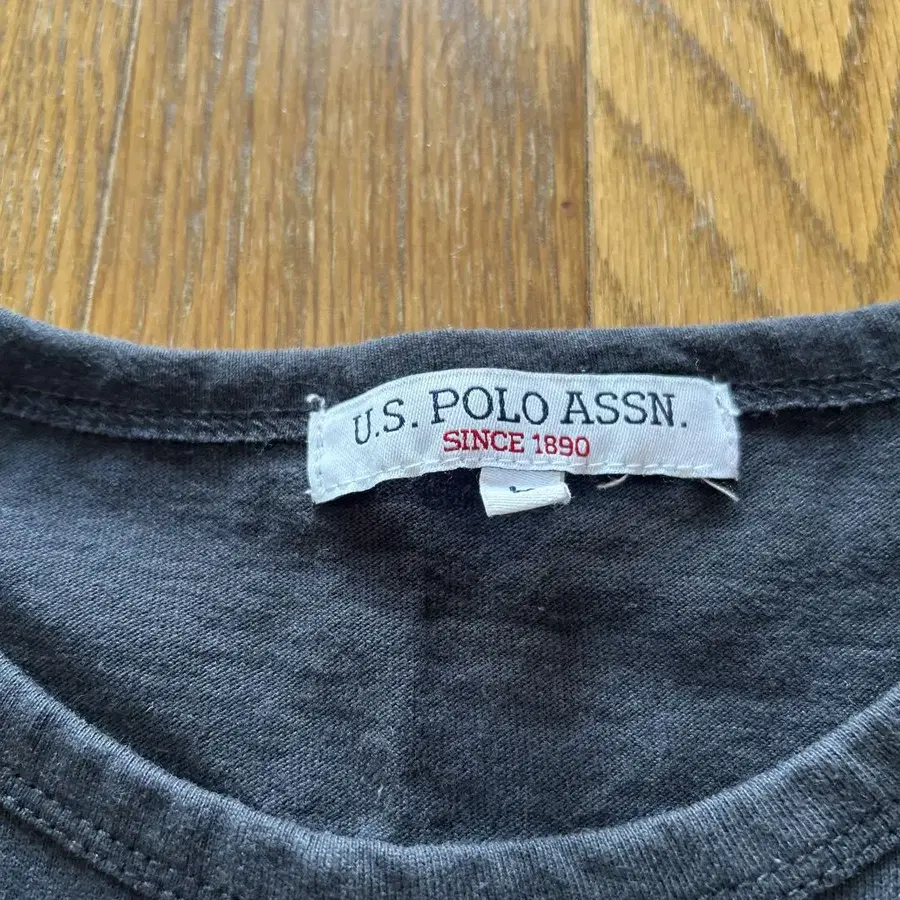 U.S. POLO ASSN.
SINCE 1890